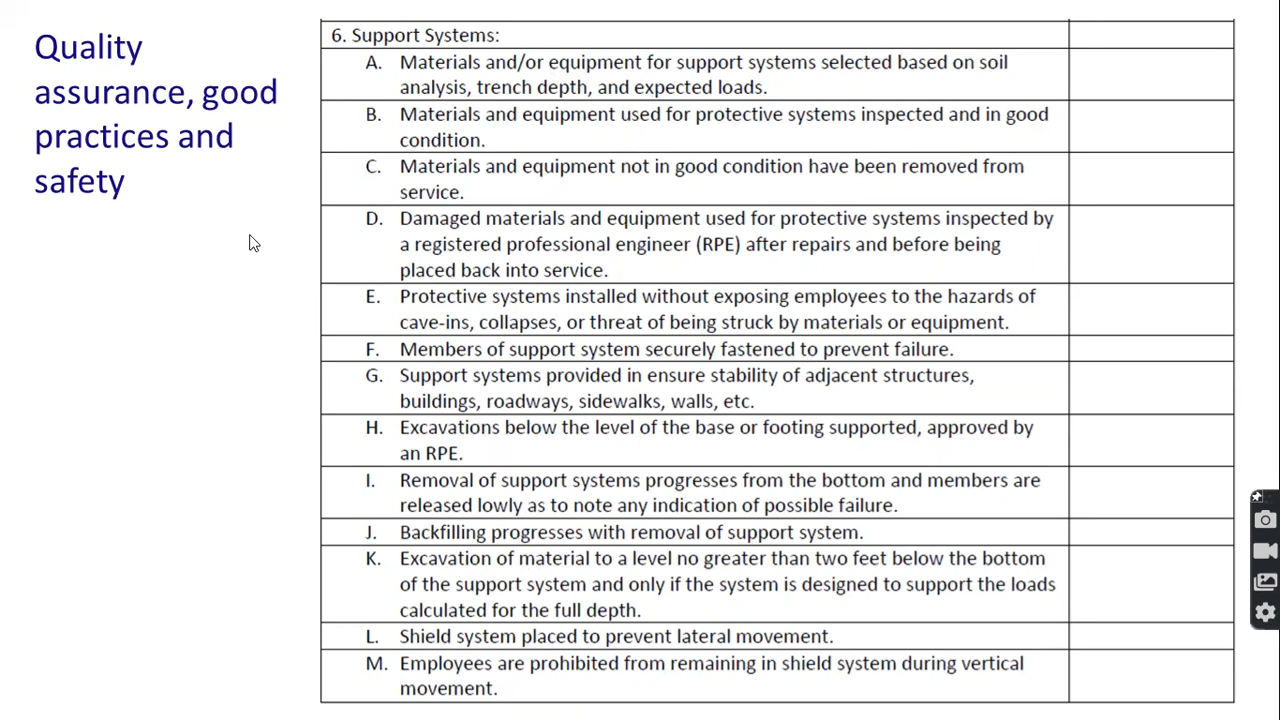 Quality
assurance, good
practices and
safety
6. Support Systems:
A. Materials and/or equipment for support systems selected based on soil
analysis, trench depth, and expected loads.
B. Materials and equipment used for protective systems inspected and in good
condition.
C. Materials and equipment not in good condition have been removed from
service.
D. Damaged materials and equipment used for protective systems inspected by
a registered professional engineer (RPE) after repairs and before being
placed back into service.
E. Protective systems installed without exposing employees to the hazards of
cave-ins, collapses, or threat of being struck by materials or equipment.
F. Members of support system securely fastened to prevent failure.
G. Support systems provided in ensure stability of adjacent structures,
buildings, roadways, sidewalks, walls, etc.
H. Excavations below the level of the base or footing supported, approved by
an RPE.
I. Removal of support systems progresses from the bottom and members are
released lowly as to note any indication of possible failure.
J. Backfilling progresses with removal of support system.
K. Excavation of material to a level no greater than two feet below the bottom
of the support system and only if the system is designed to support the loads
calculated for the full depth.
L. Shield system placed to prevent lateral movement.
M. Employees are prohibited from remaining in shield system during vertical
movement.